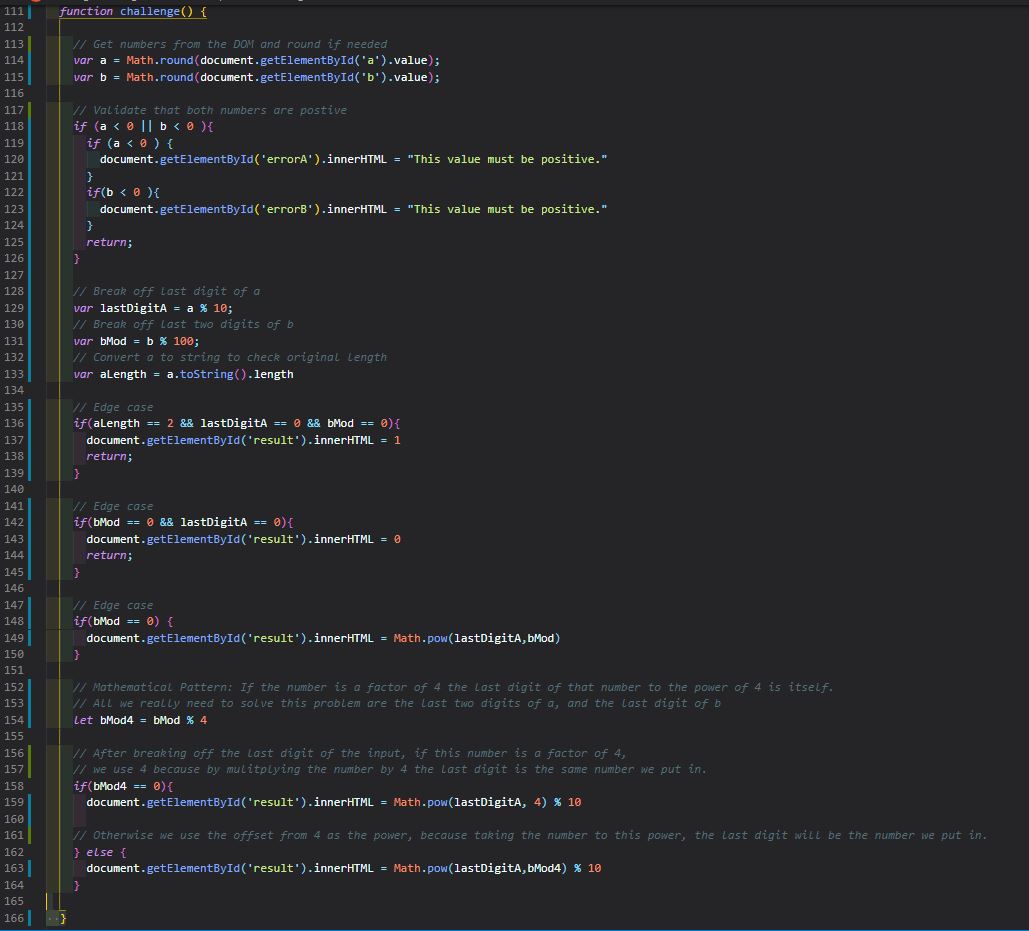 111 function challenge() {
112
113 // Get numbers from the DOM and round if needed
114 var a = Math.round(document.getElementById('a').value);
115 var b = Math.round(document.getElementById('b').value);
116
117 // Validate that both numbers are postive
118 if (a < 0 || b < 0 ){
119 if (a < 0 ) {
120 document.getElementById('errorA').innerHTML = "This value must be positive."
121 }
122 if(b < 0 ){
123 document.getElementById('errorB').innerHTML = "This value must be positive."
124 }
125 return;
126 }
127
128 // Break off last digit of a
129 var lastDigitA = a % 10;
130 // Break off last two digits of b
131 var bMod = b % 100;
132 // Convert a to string to check original length
133 var aLength = a.toString().length
134
135 // Edge case
136 if(aLength == 2 && lastDigitA == 0 && bMod == 0){
137 document.getElementById('result').innerHTML = 1
138 return;
139 }
140
141 // Edge case
142 if(bMod == 0 && lastDigitA == 0){
143 document.getElementById('result').innerHTML = 0
144 return;
145 }
146
147 // Edge case
148 if(bMod == 0) {
149 document.getElementById('result').innerHTML = Math.pow(lastDigitA,bMod)
150 }
151
152 // Mathematical Pattern: If the number is a factor of 4 the last digit of that number to the power of 4 is itself.
153 // All we really need to solve this problem are the last two digits of a, and the last digit of b
154 let bMod4 = bMod % 4
155
156 // After breaking off the last digit of the input, if this number is a factor of 4,
157 // we use 4 because by mulitplying the number by 4 the last digit is the same number we put in.
158 if(bMod4 == 0){
159 document.getElementById('result').innerHTML = Math.pow(lastDigitA, 4) % 10
160
161 // Otherwise we use the offset from 4 as the power, because taking the number to this power, the last digit will be the number we put in.
162 } else {
163 document.getElementById('result').innerHTML = Math.pow(lastDigitA,bMod4) % 10
164 }
165
166 }